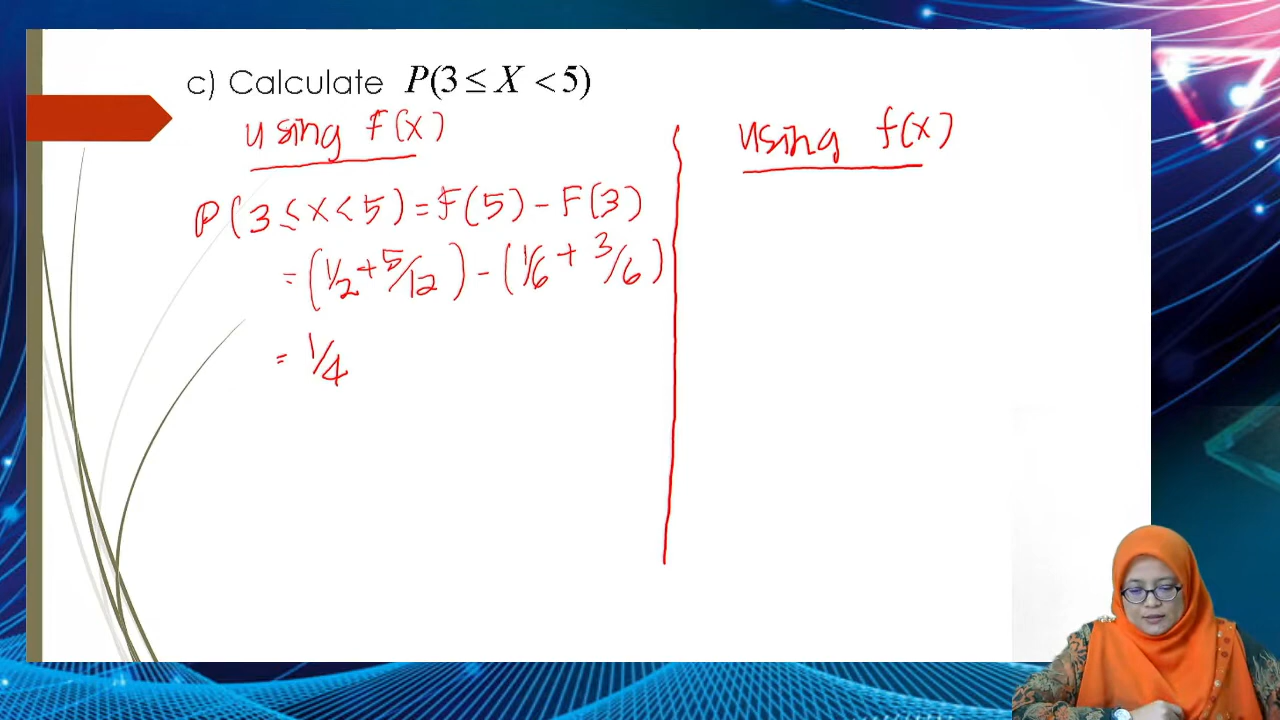 c) Calculate P(3 ≤ X < 5)
using F(x)
P(3 ≤ x < 5) = F(5) - F(3)
= (1/2 + 5/12) - (1/6 + 3/6)
= 1/4
using f(x)